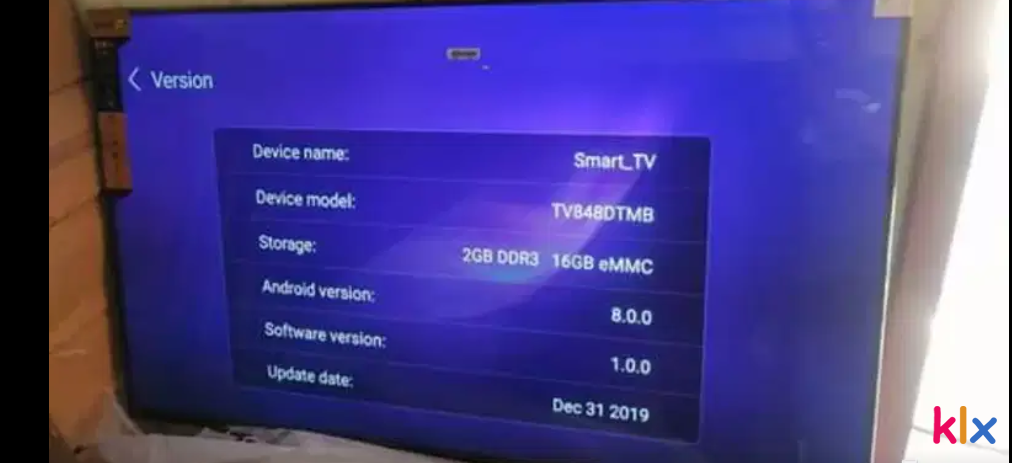 Version
Device name: Smart_TV
Device model: TV848DTMB
Storage: 2GB DDR3 16GB eMMC
Android version: 8.0.0
Software version: 1.0.0
Update date: Dec 31 2019
klx